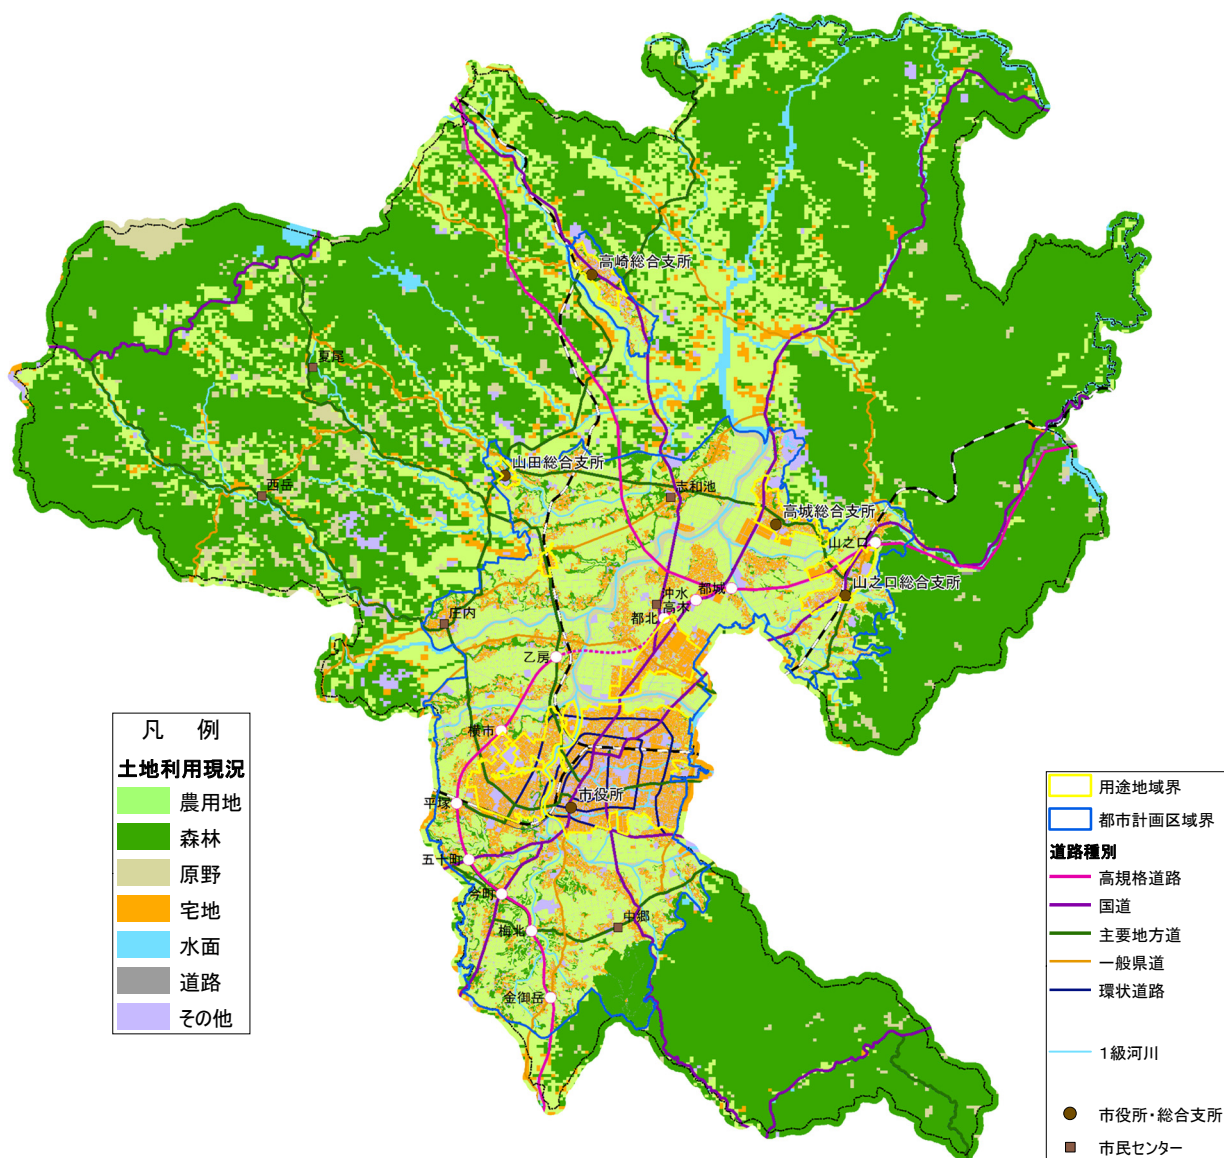 高崎総合支所
夏尾
山田総合支所
志和池
西岳
高城総合支所
山之口
山之口総合支所
都城
沖水
高木
都北
庄内
乙房
横市
市役所
平塚
五十町
今町
梅北
中郷
金御岳
凡 例
土地利用現況
農用地
森林
原野
宅地
水面
道路
その他
用途地域界
都市計画区域界
道路種別
高規格道路
国道
主要地方道
一般県道
環状道路
1級河川
市役所・総合支所
市民センター